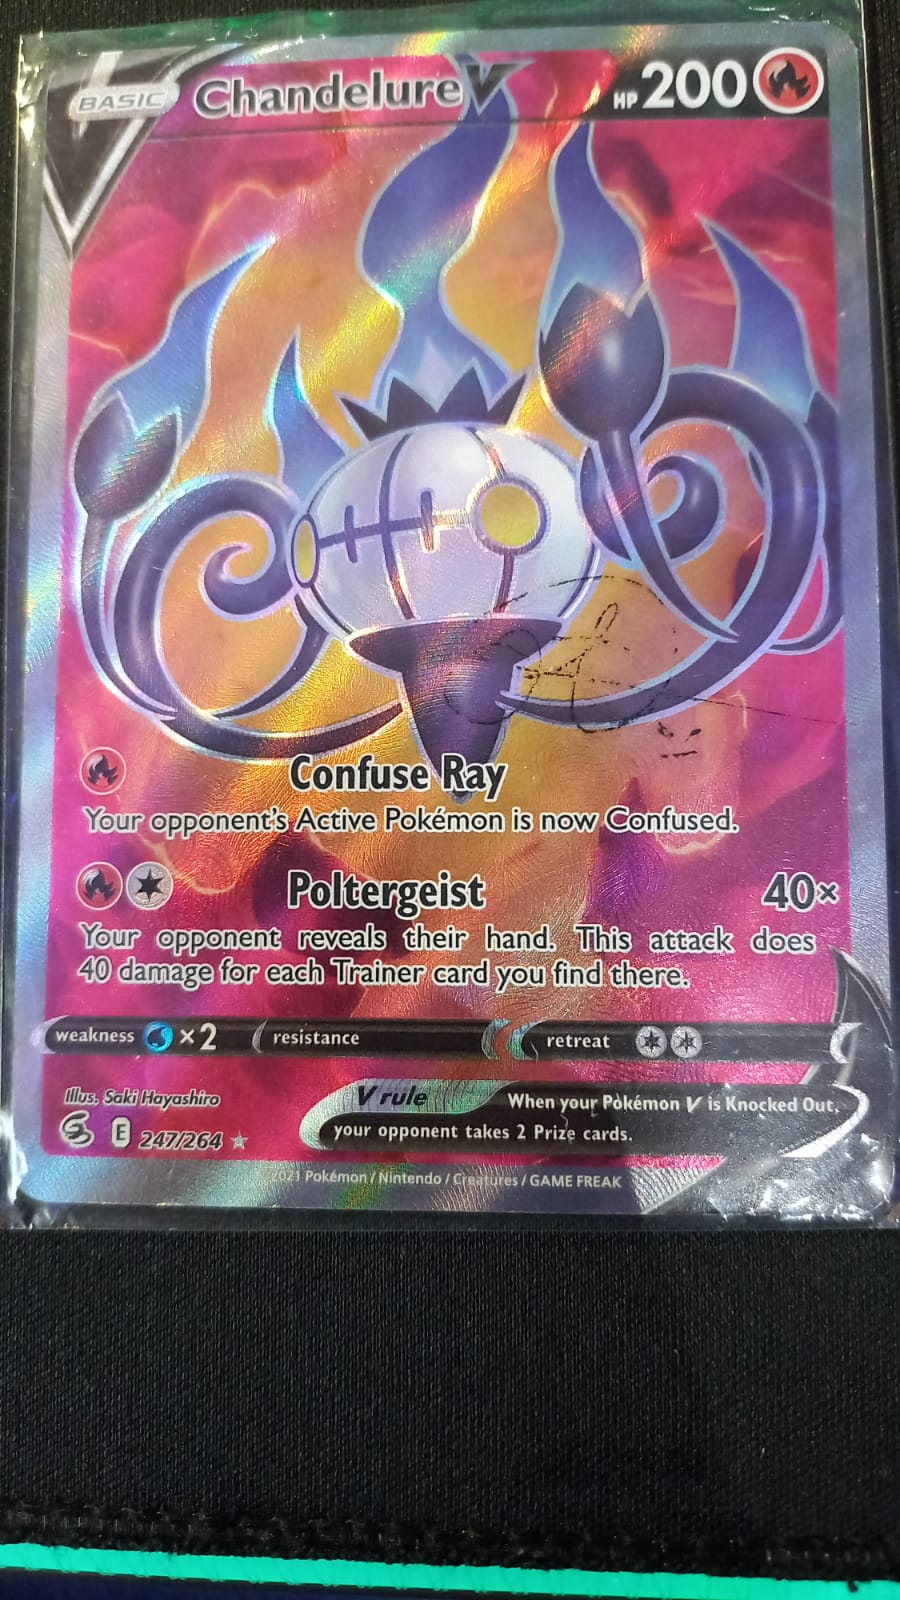 BASIC Chandelure V HP 200
Confuse Ray
Your opponent's Active Pokémon is now Confused.
Poltergeist 40×
Your opponent reveals their hand. This attack does
40 damage for each Trainer card you find there.
weakness ×2 resistance retreat
Illus. Saki Hayashiro
V rule When your Pokémon V is Knocked Out,
your opponent takes 2 Prize cards.
E 247/264
2021 Pokémon / Nintendo / Creatures / GAME FREAK